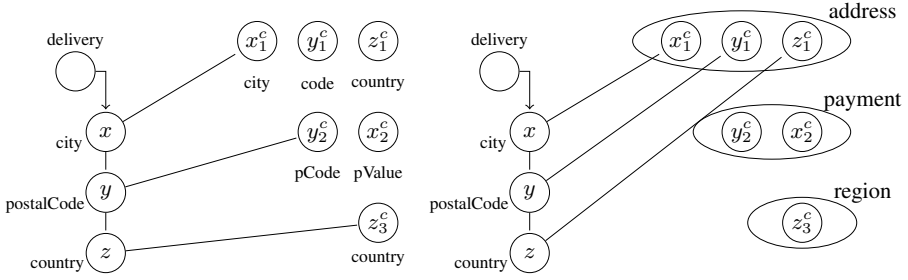 delivery
x_1^c y_1^c z_1^c
city code country
x
city
y_2^c x_2^c
pCode pValue
y
postalCode
z_3^c
country
z
country
address
delivery
x_1^c y_1^c z_1^c
payment
x
city
y_2^c x_2^c
y
postalCode
region
z_3^c
z
country